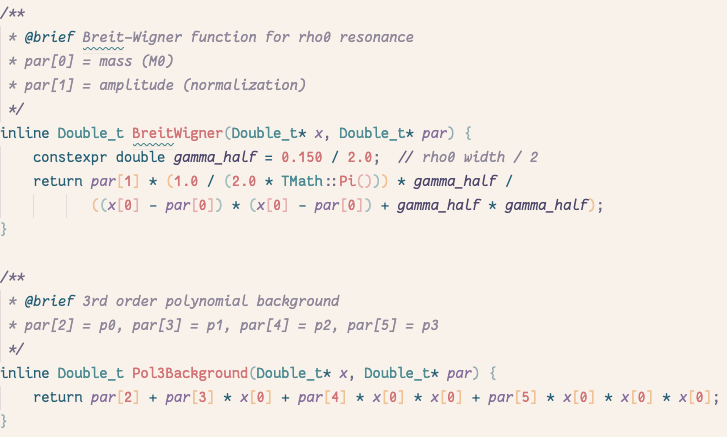 /**
 * @brief Breit-Wigner function for rho0 resonance
 * par[0] = mass (M0)
 * par[1] = amplitude (normalization)
 */
inline Double_t BreitWigner(Double_t* x, Double_t* par) {
    constexpr double gamma_half = 0.150 / 2.0;  // rho0 width / 2
    return par[1] * (1.0 / (2.0 * TMath::Pi())) * gamma_half /
           ((x[0] - par[0]) * (x[0] - par[0]) + gamma_half * gamma_half);
}

/**
 * @brief 3rd order polynomial background
 * par[2] = p0, par[3] = p1, par[4] = p2, par[5] = p3
 */
inline Double_t Pol3Background(Double_t* x, Double_t* par) {
    return par[2] + par[3] * x[0] + par[4] * x[0] * x[0] + par[5] * x[0] * x[0] * x[0];
}